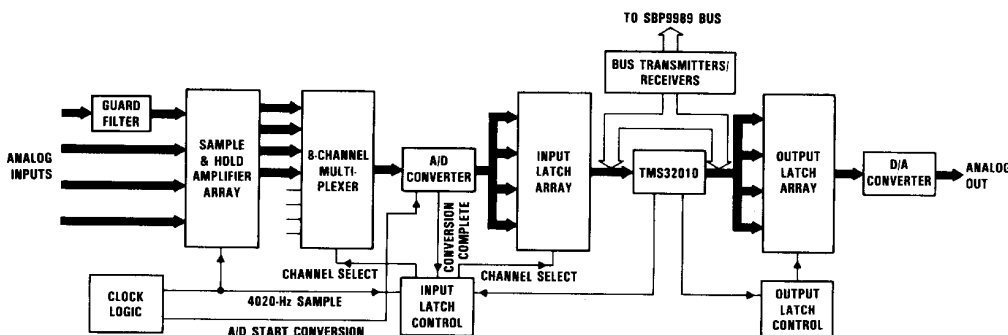 TO SBP9989 BUS
BUS TRANSMITTERS/
RECEIVERS
GUARD
FILTER
ANALOG
INPUTS
SAMPLE
& HOLD
AMPLIFIER
ARRAY
8-CHANNEL
MULTI-
PLEXER
A/D
CONVERTER
INPUT
LATCH
ARRAY
TMS32010
OUTPUT
LATCH
ARRAY
D/A
CONVERTER
ANALOG
OUT
CONVERSION
COMPLETE
CHANNEL SELECT
CHANNEL SELECT
CLOCK
LOGIC
4020-Hz SAMPLE
A/D START CONVERSION
INPUT
LATCH
CONTROL
OUTPUT
LATCH
CONTROL